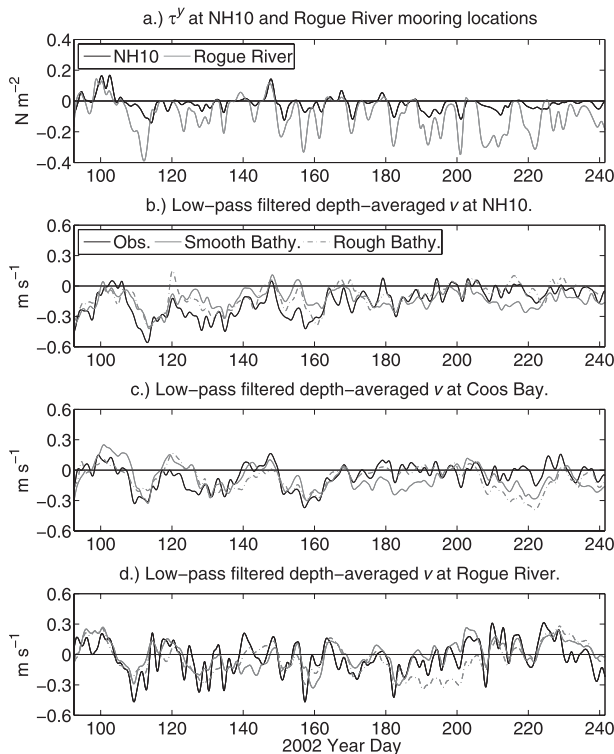 a.) τʸ at NH10 and Rogue River mooring locations
0.4
0.2
0
−0.2
−0.4
N m⁻²
NH10 Rogue River
100 120 140 160 180 200 220 240
b.) Low−pass filtered depth−averaged v at NH10.
0.6
0.3
0
−0.3
−0.6
m s⁻¹
Obs. Smooth Bathy. Rough Bathy.
100 120 140 160 180 200 220 240
c.) Low−pass filtered depth−averaged v at Coos Bay.
0.6
0.3
0
−0.3
−0.6
m s⁻¹
100 120 140 160 180 200 220 240
d.) Low−pass filtered depth−averaged v at Rogue River.
0.6
0.3
0
−0.3
−0.6
m s⁻¹
100 120 140 160 180 200 220 240
2002 Year Day